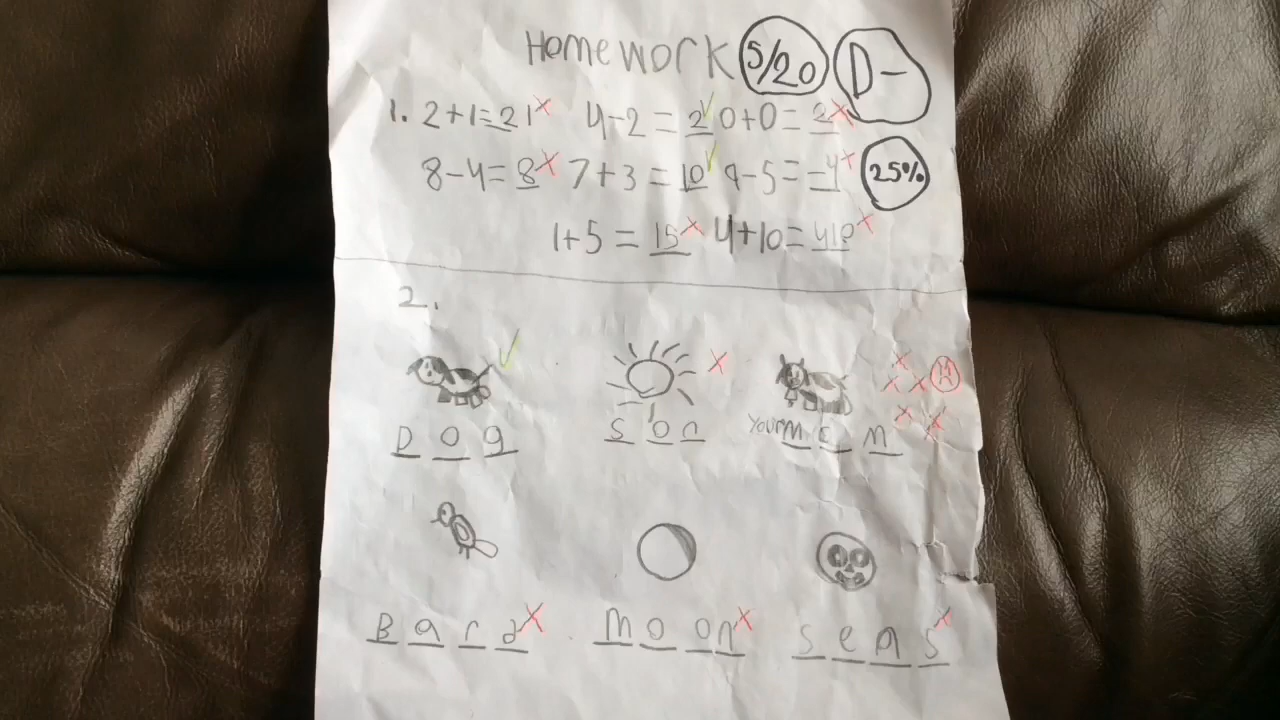 Homework 5/20 D-
1. 2+1=21 4-2=2 0+0=2
8-4=8 7+3=10 9-5=-4 25%
1+5=15 4+10=410
2.
Dog son Your mEM
Bard Moon seas